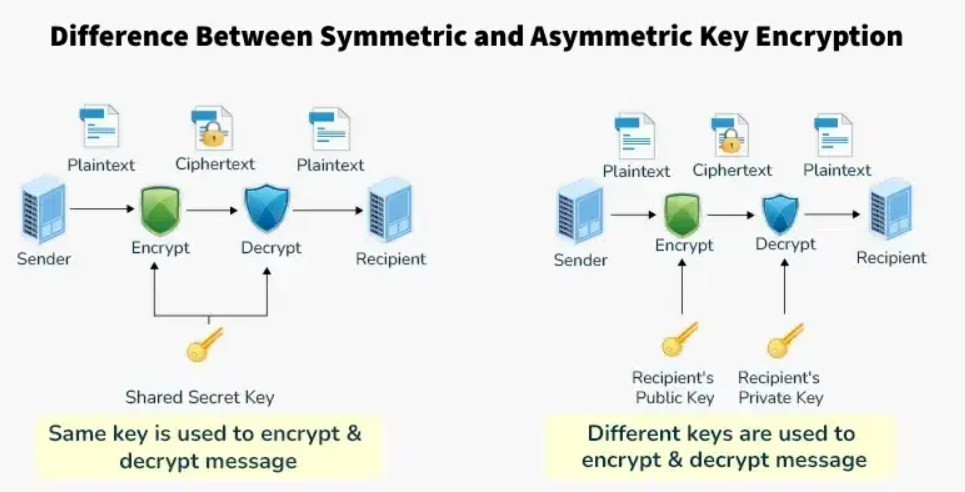 Difference Between Symmetric and Asymmetric Key Encryption
Plaintext
Ciphertext
Plaintext
Sender
Encrypt
Decrypt
Recipient
Shared Secret Key
Same key is used to encrypt &
decrypt message
Plaintext
Ciphertext
Plaintext
Sender
Encrypt
Decrypt
Recipient
Recipient's
Public Key
Recipient's
Private Key
Different keys are used to
encrypt & decrypt message